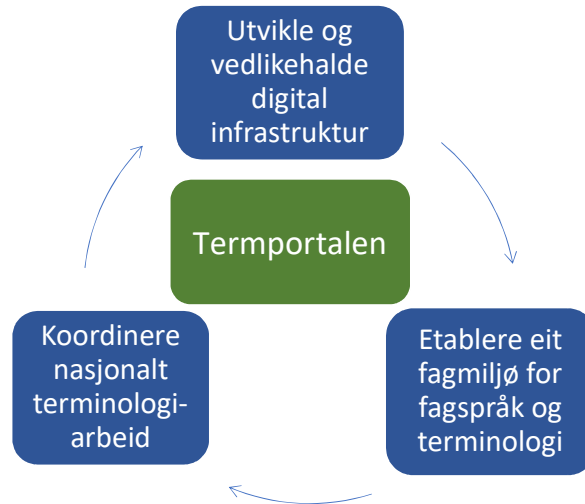 Utvikle og
vedlikehalde
digital
infrastruktur
Termportalen
Koordinere
nasjonalt
terminologi-
arbeid
Etablere eit
fagmiljø for
fagspråk og
terminologi